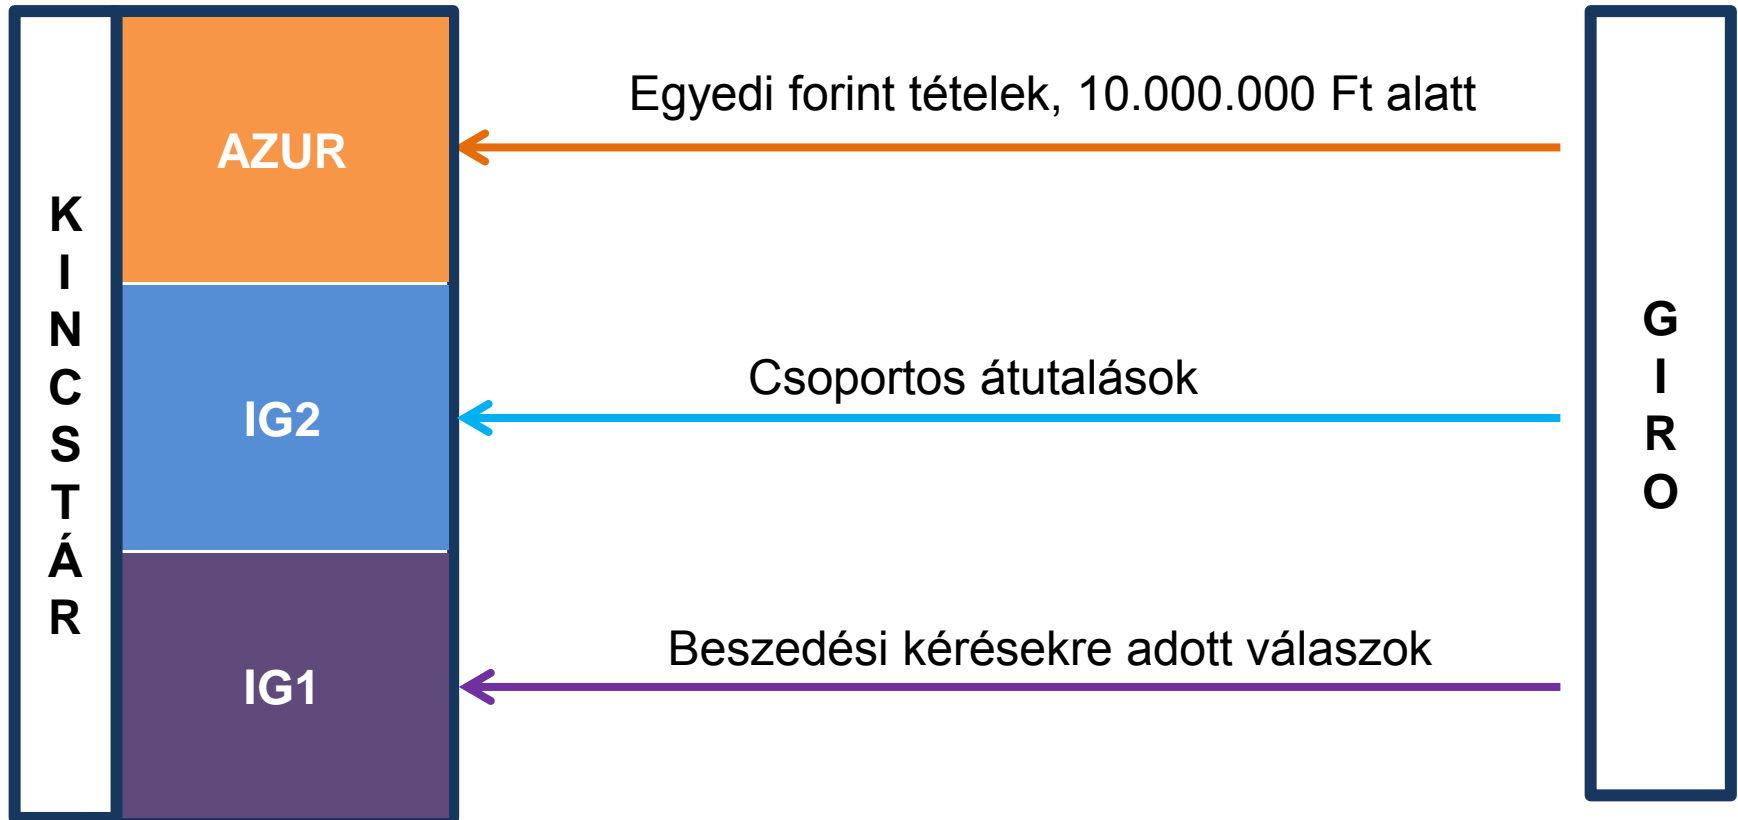 KINCSTÁR
AZUR
Egyedi forint tételek, 10.000.000 Ft alatt
IG2
Csoportos átutalások
IG1
Beszedési kérésekre adott válaszok
GIRO